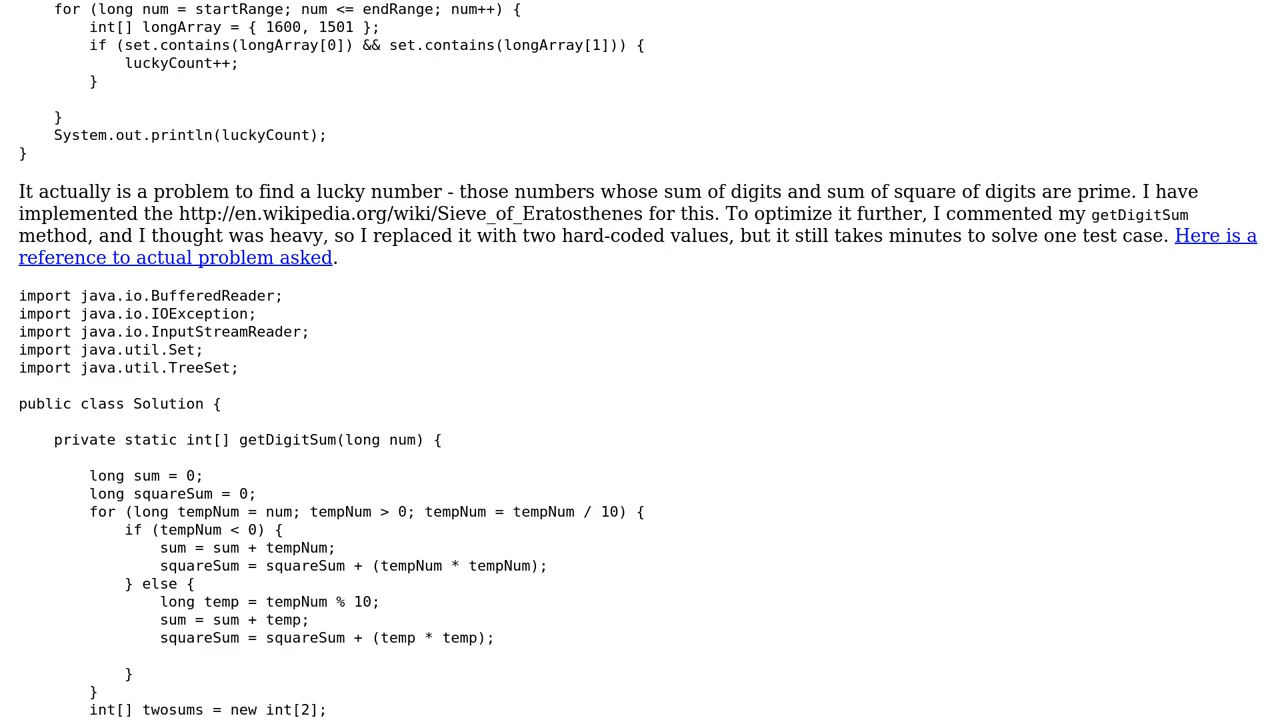 for (long num = startRange; num <= endRange; num++) {
        int[] longArray = { 1600, 1501 };
        if (set.contains(longArray[0]) && set.contains(longArray[1])) {
            luckyCount++;
        }

    }
    System.out.println(luckyCount);
}

It actually is a problem to find a lucky number - those numbers whose sum of digits and sum of square of digits are prime. I have
implemented the http://en.wikipedia.org/wiki/Sieve_of_Eratosthenes for this. To optimize it further, I commented my getDigitSum
method, and I thought was heavy, so I replaced it with two hard-coded values, but it still takes minutes to solve one test case. Here is a
reference to actual problem asked.

import java.io.BufferedReader;
import java.io.IOException;
import java.io.InputStreamReader;
import java.util.Set;
import java.util.TreeSet;

public class Solution {

    private static int[] getDigitSum(long num) {

        long sum = 0;
        long squareSum = 0;
        for (long tempNum = num; tempNum > 0; tempNum = tempNum / 10) {
            if (tempNum < 0) {
                sum = sum + tempNum;
                squareSum = squareSum + (tempNum * tempNum);
            } else {
                long temp = tempNum % 10;
                sum = sum + temp;
                squareSum = squareSum + (temp * temp);

            }
        }
        int[] twosums = new int[2];